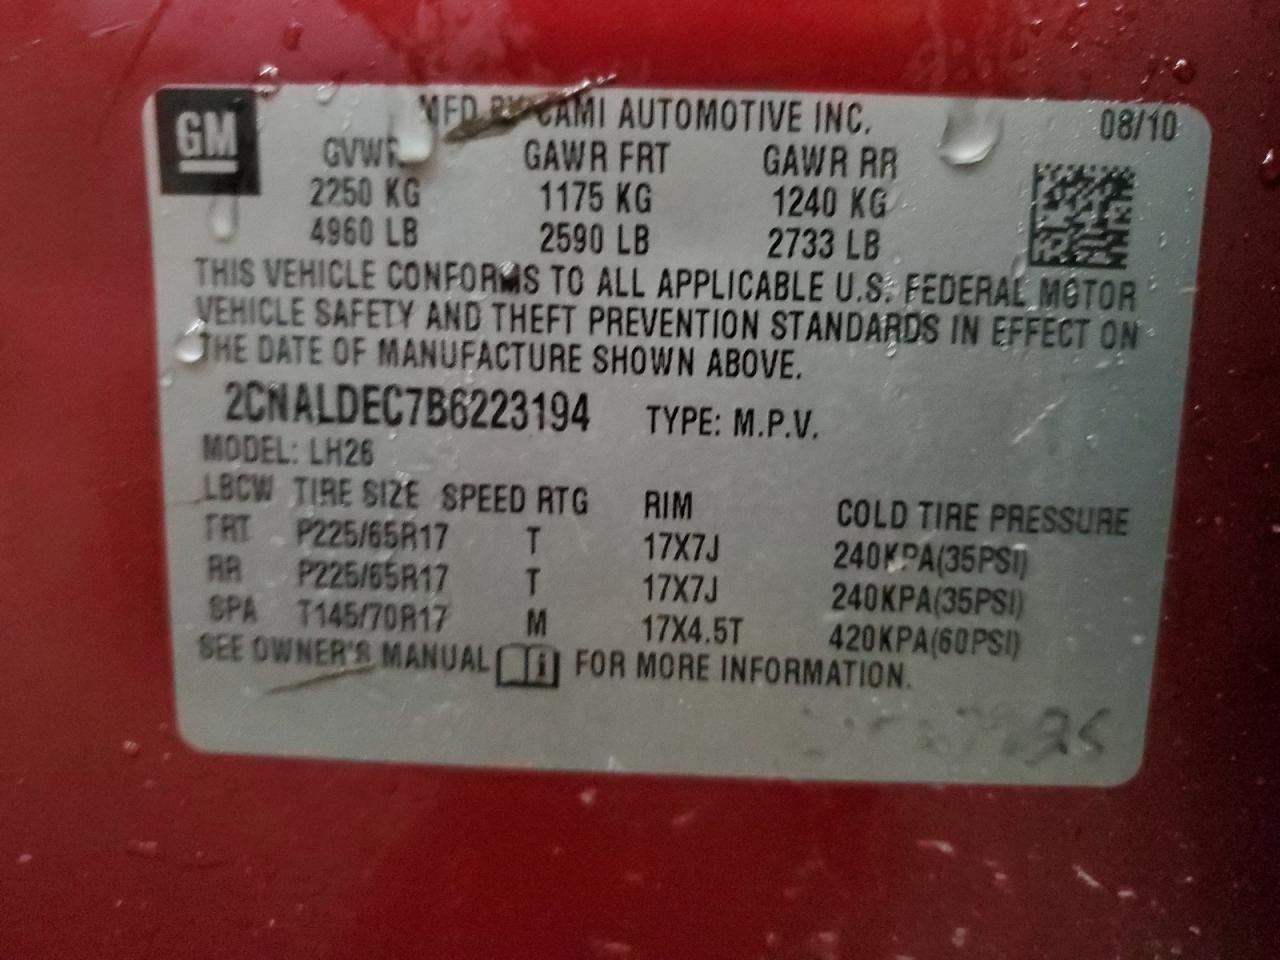 GM
MFD BY CAMI AUTOMOTIVE INC. 08/10
GVWR GAWR FRT GAWR RR
2250 KG 1175 KG 1240 KG
4960 LB 2590 LB 2733 LB
THIS VEHICLE CONFORMS TO ALL APPLICABLE U.S. FEDERAL MOTOR
VEHICLE SAFETY AND THEFT PREVENTION STANDARDS IN EFFECT ON
THE DATE OF MANUFACTURE SHOWN ABOVE.
2CNALDEC7B6223194 TYPE: M.P.V.
MODEL: LH26
LBCW TIRE SIZE SPEED RTG RIM COLD TIRE PRESSURE
FRT P225/65R17 T 17X7J 240KPA(35PSI)
RR P225/65R17 T 17X7J 240KPA(35PSI)
SPA T145/70R17 M 17X4.5T 420KPA(60PSI)
SEE OWNER'S MANUAL FOR MORE INFORMATION.